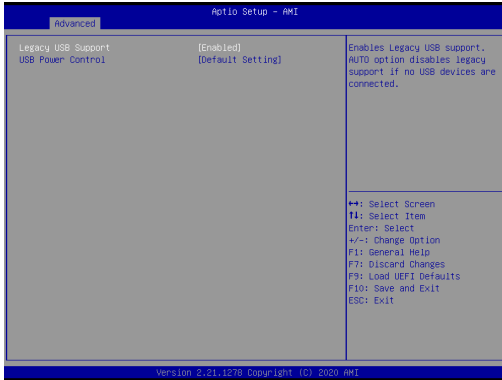 Aptio Setup - AMI
Advanced
Legacy USB Support [Enabled]
USB Power Control [Default Setting]
Enables Legacy USB support.
AUTO option disables legacy
support if no USB devices are
connected.
↔: Select Screen
↑↓: Select Item
Enter: Select
+/-: Change Option
F1: General Help
F7: Discard Changes
F9: Load UEFI Defaults
F10: Save and Exit
ESC: Exit
Version 2.21.1278 Copyright (C) 2020 AMI